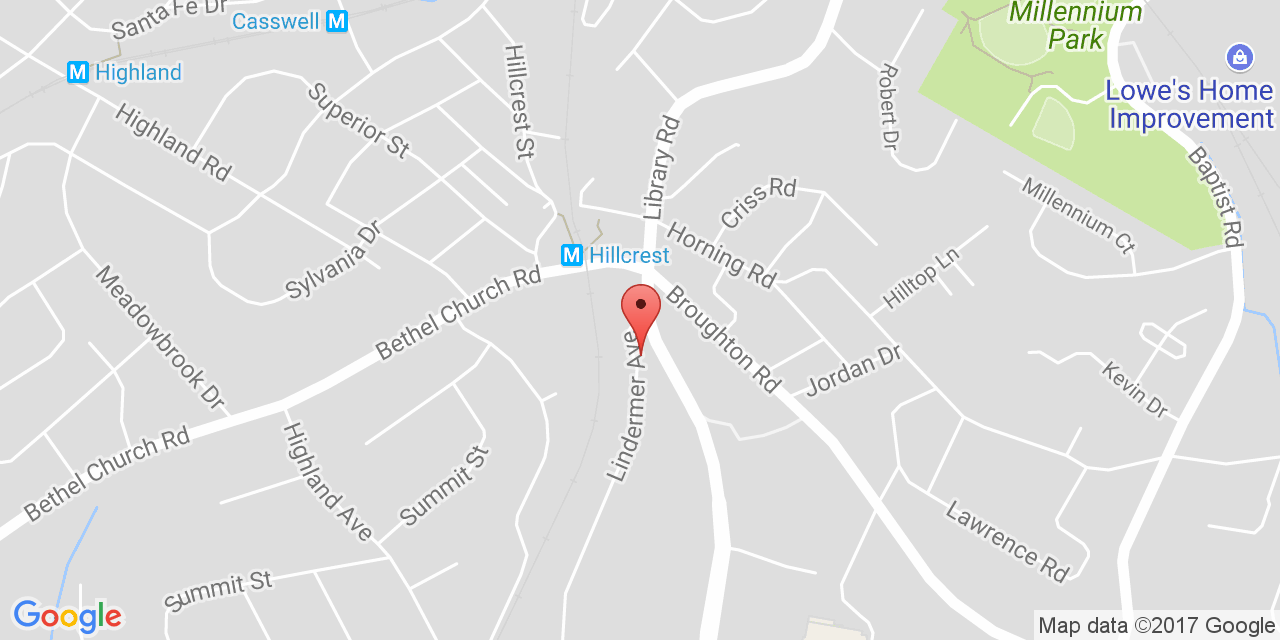 Santa Fe Dr
Casswell M
M Highland
Millennium
Park
Lowe's Home
Improvement
Hillcrest St
Superior St
Highland Rd
Robert Dr
Library Rd
Baptist Rd
Criss Rd
Millennium Ct
Sylvania Dr
Horning Rd
M Hillcrest
Hilltop Ln
Meadowbrook Dr
Bethel Church Rd
Broughton Rd
Lindermer Ave
Jordan Dr
Kevin Dr
Bethel Church Rd
Highland Ave
Summit St
Lawrence Rd
Summit St
Google
Map data ©2017 Google